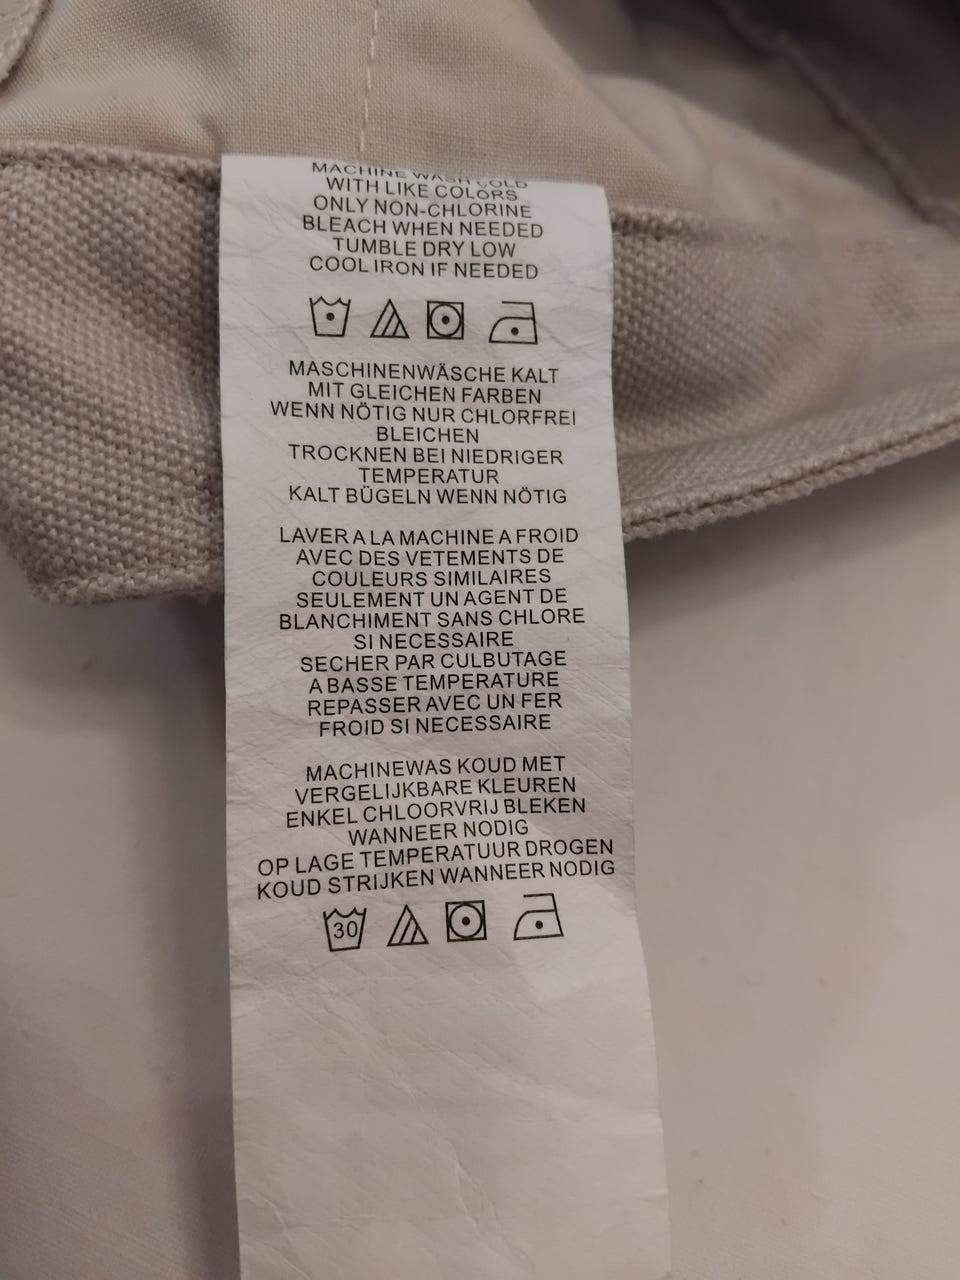 MACHINE WASH COLD
WITH LIKE COLORS
ONLY NON-CHLORINE
BLEACH WHEN NEEDED
TUMBLE DRY LOW
COOL IRON IF NEEDED
MASCHINENWÄSCHE KALT
MIT GLEICHEN FARBEN
WENN NÖTIG NUR CHLORFREI
BLEICHEN
TROCKNEN BEI NIEDRIGER
TEMPERATUR
KALT BÜGELN WENN NÖTIG
LAVER A LA MACHINE A FROID
AVEC DES VETEMENTS DE
COULEURS SIMILAIRES
SEULEMENT UN AGENT DE
BLANCHIMENT SANS CHLORE
SI NECESSAIRE
SECHER PAR CULBUTAGE
A BASSE TEMPERATURE
REPASSER AVEC UN FER
FROID SI NECESSAIRE
MACHINEWAS KOUD MET
VERGELIJKBARE KLEUREN
ENKEL CHLOORVRIJ BLEKEN
WANNEER NODIG
OP LAGE TEMPERATUUR DROGEN
KOUD STRIJKEN WANNEER NODIG
30